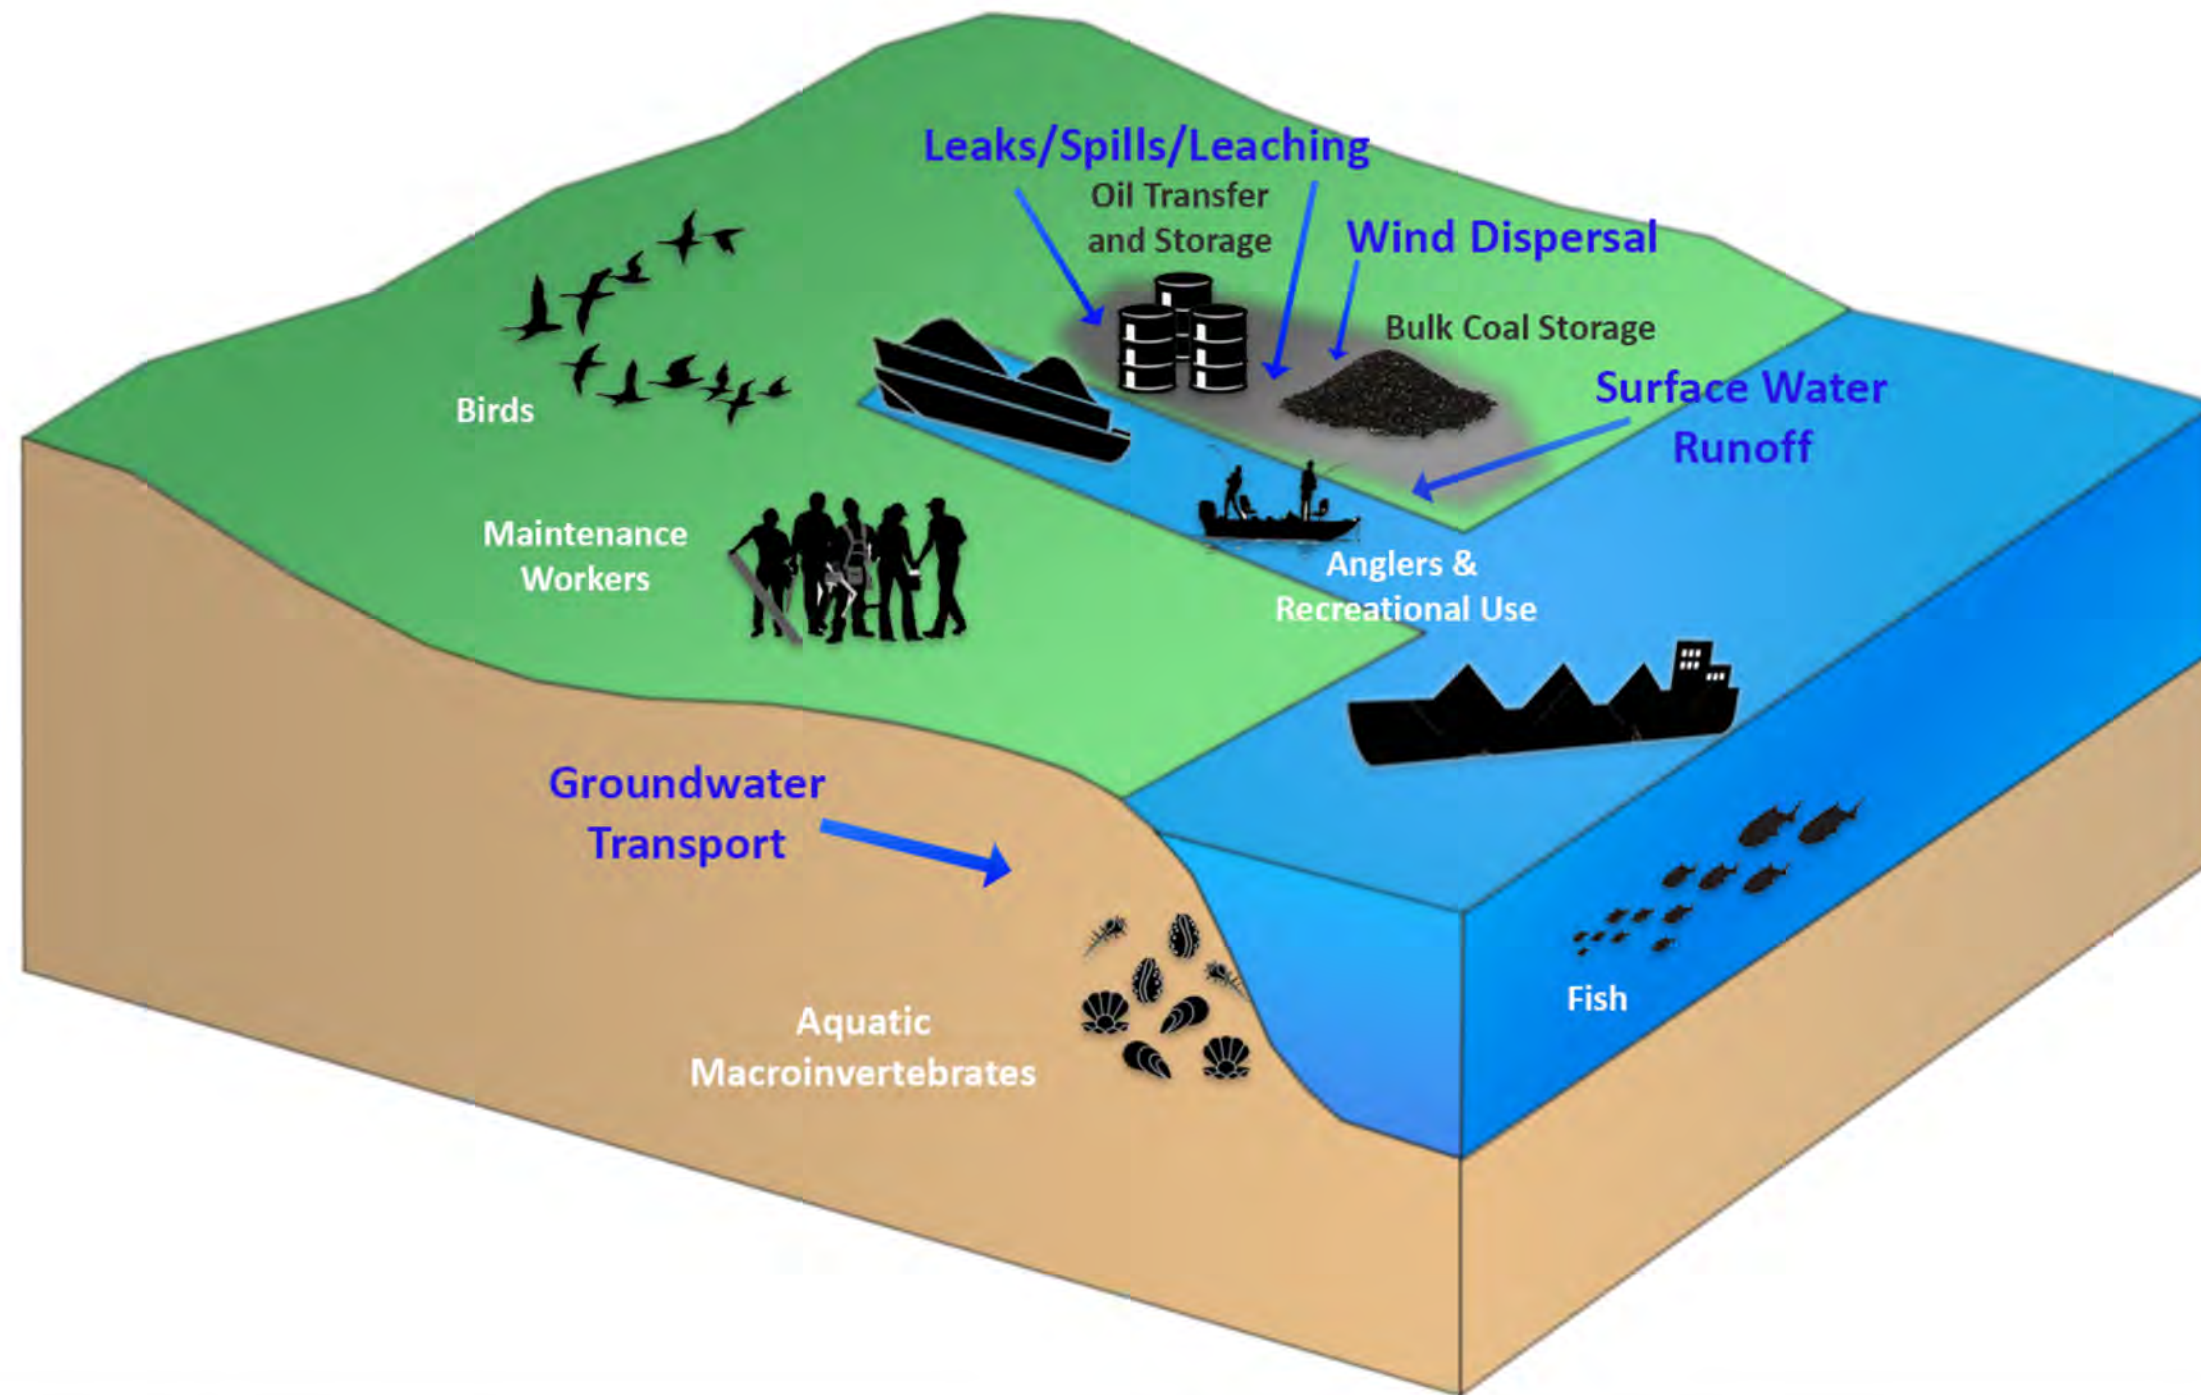 Leaks/Spills/Leaching
Oil Transfer
and Storage
Wind Dispersal
Bulk Coal Storage
Surface Water
Runoff
Birds
Maintenance
Workers
Anglers &
Recreational Use
Groundwater
Transport
Aquatic
Macroinvertebrates
Fish